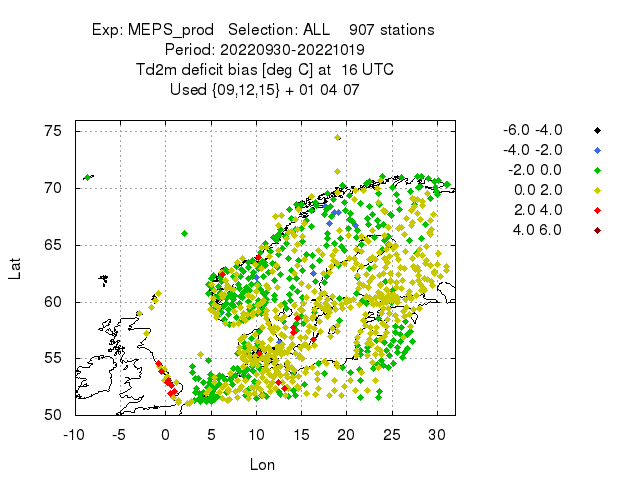 Exp: MEPS_prod   Selection: ALL    907 stations
Period: 20220930-20221019
Td2m deficit bias [deg C] at  16 UTC
Used {09,12,15} + 01 04 07
-6.0 -4.0
-4.0 -2.0
-2.0 0.0
0.0 2.0
2.0 4.0
4.0 6.0
75
70
65
60
55
50
Lat
-10 -5 0 5 10 15 20 25 30
Lon